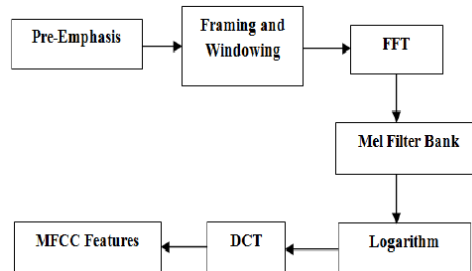 Pre-Emphasis
Framing and
Windowing
FFT
Mel Filter Bank
Logarithm
DCT
MFCC Features